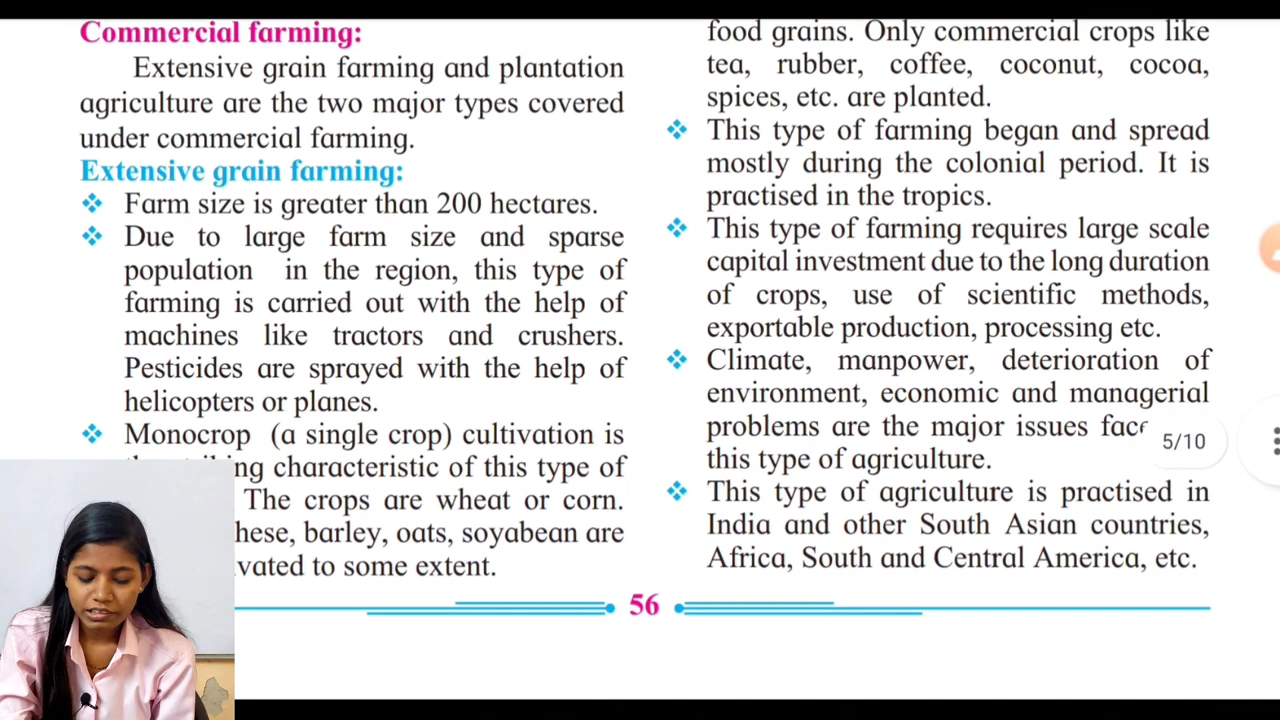 Commercial farming:
Extensive grain farming and plantation
agriculture are the two major types covered
under commercial farming.
Extensive grain farming:
❖ Farm size is greater than 200 hectares.
❖ Due to large farm size and sparse
population in the region, this type of
farming is carried out with the help of
machines like tractors and crushers.
Pesticides are sprayed with the help of
helicopters or planes.
❖ Monocrop (a single crop) cultivation is
characteristic of this type of
The crops are wheat or corn.
barley, oats, soyabean are
to some extent.
food grains. Only commercial crops like
tea, rubber, coffee, coconut, cocoa,
spices, etc. are planted.
❖ This type of farming began and spread
mostly during the colonial period. It is
practised in the tropics.
❖ This type of farming requires large scale
capital investment due to the long duration
of crops, use of scientific methods,
exportable production, processing etc.
❖ Climate, manpower, deterioration of
environment, economic and managerial
problems are the major issues
this type of agriculture.
❖ This type of agriculture is practised in
India and other South Asian countries,
Africa, South and Central America, etc.
56
5/10